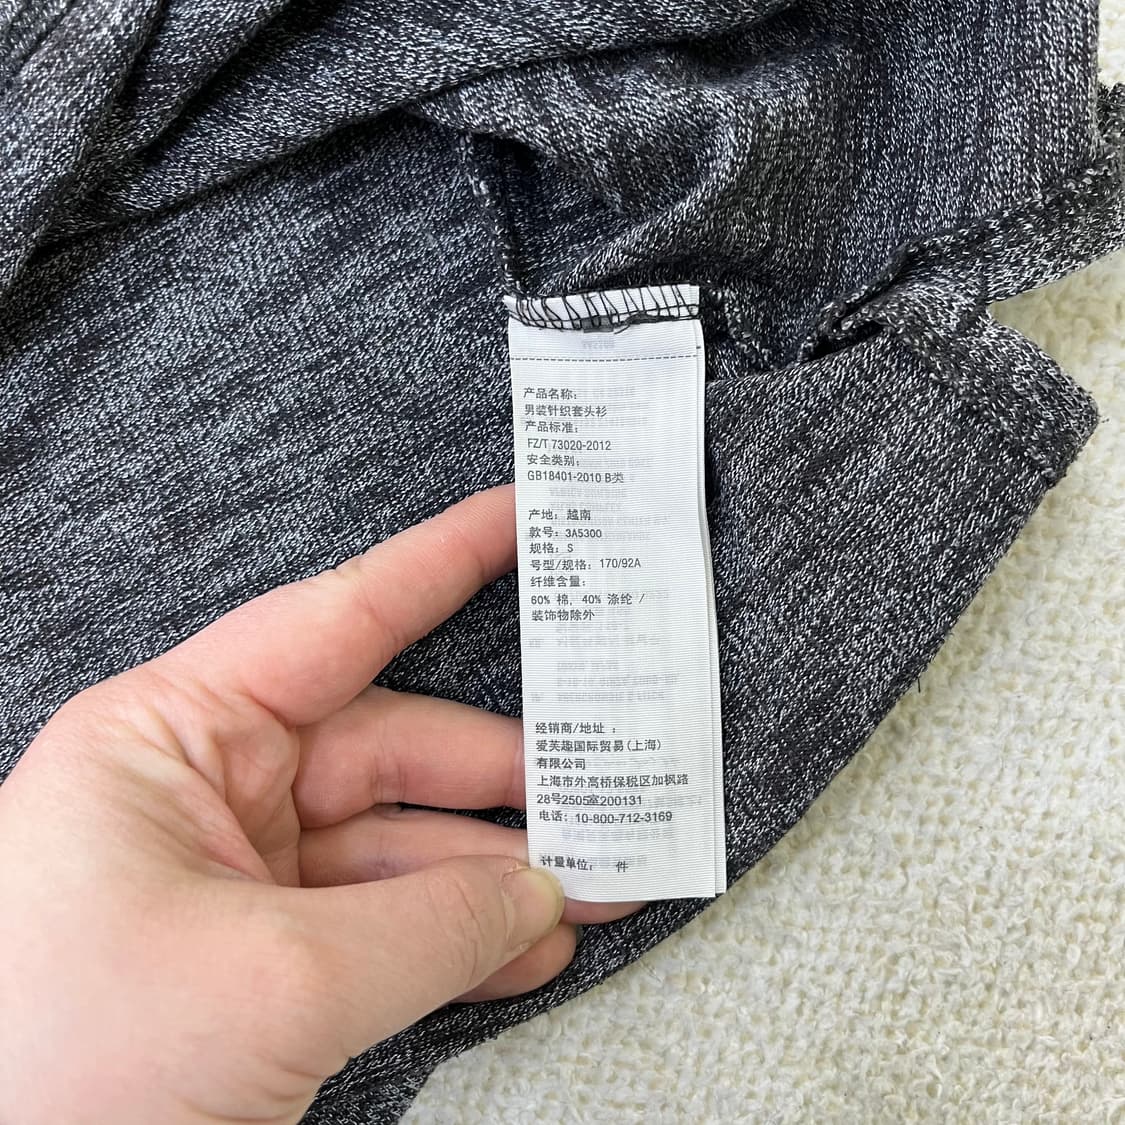 产品名称:
男装针织套头衫
产品标准:
FZ/T 73020-2012
安全类别:
GB18401-2010 B类
产地: 越南
款号: 3A5300
规格: S
号型/规格: 170/92A
纤维含量:
60% 棉, 40% 涤纶 /
装饰物除外
经销商/地址 :
爱芙趣国际贸易(上海)
有限公司
上海市外高桥保税区加枫路
28号2505室200131
电话: 10-800-712-3169
计量单位: 件